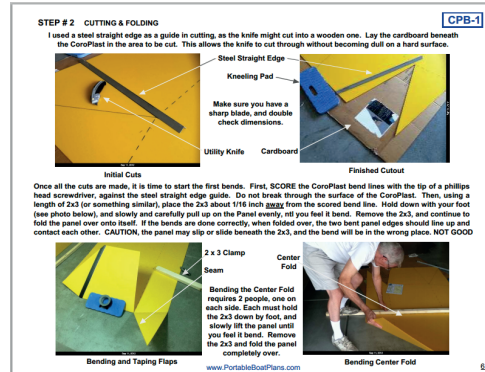 STEP # 2 CUTTING & FOLDING
CPB-1
I used a steel straight edge as a guide in cutting, as the knife might cut into a wooden one. Lay the cardboard beneath
the CoroPlast in the area to be cut. This allows the knife to cut through without becoming dull on a hard surface.
Steel Straight Edge
Kneeling Pad
Make sure you have a
sharp blade, and double
check dimensions.
Utility Knife
Cardboard
Initial Cuts
Finished Cutout
Once all the cuts are made, it is time to start the first bends. First, SCORE the CoroPlast bend lines with the tip of a phillips
head screwdriver, against the steel straight edge guide. Do not break through the surface of the CoroPlast. Then, using a
length of 2x3 (or something similar), place the 2x3 about 1/16 inch away from the scored bend line. Hold down with your foot
(see photo below), and slowly and carefully pull up on the Panel evenly, ntl you feel it bend. Remove the 2x3, and continue to
fold the panel over onto itself. If the bends are done correctly, when folded over, the two bent panel edges should line up and
contact each other. CAUTION, the panel may slip or slide beneath the 2x3, and the bend will be in the wrong place. NOT GOOD
2 x 3 Clamp
Seam
Center
Fold
Bending the Center Fold
requires 2 people, one on
each side. Each must hold
the 2x3 down by foot, and
slowly lift the panel until
you feel it bend. Remove
the 2x3 and fold the panel
completely over.
Bending and Taping Flaps
Bending Center Fold
www.PortableBoatPlans.com
6